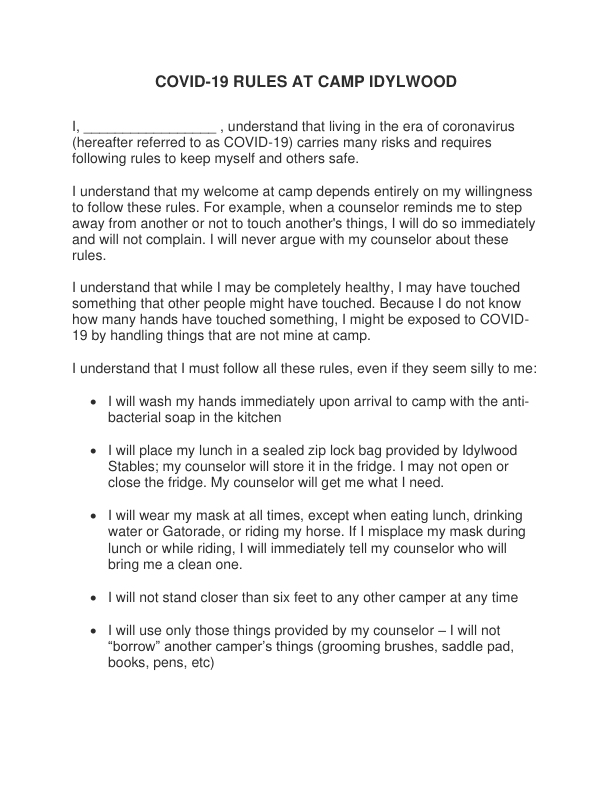 COVID-19 RULES AT CAMP IDYLWOOD
I, __________________ , understand that living in the era of coronavirus
(hereafter referred to as COVID-19) carries many risks and requires
following rules to keep myself and others safe.
I understand that my welcome at camp depends entirely on my willingness
to follow these rules. For example, when a counselor reminds me to step
away from another or not to touch another's things, I will do so immediately
and will not complain. I will never argue with my counselor about these
rules.
I understand that while I may be completely healthy, I may have touched
something that other people might have touched. Because I do not know
how many hands have touched something, I might be exposed to COVID-
19 by handling things that are not mine at camp.
I understand that I must follow all these rules, even if they seem silly to me:
• I will wash my hands immediately upon arrival to camp with the anti-
bacterial soap in the kitchen
• I will place my lunch in a sealed zip lock bag provided by Idylwood
Stables; my counselor will store it in the fridge. I may not open or
close the fridge. My counselor will get me what I need.
• I will wear my mask at all times, except when eating lunch, drinking
water or Gatorade, or riding my horse. If I misplace my mask during
lunch or while riding, I will immediately tell my counselor who will
bring me a clean one.
• I will not stand closer than six feet to any other camper at any time
• I will use only those things provided by my counselor – I will not
“borrow” another camper’s things (grooming brushes, saddle pad,
books, pens, etc)